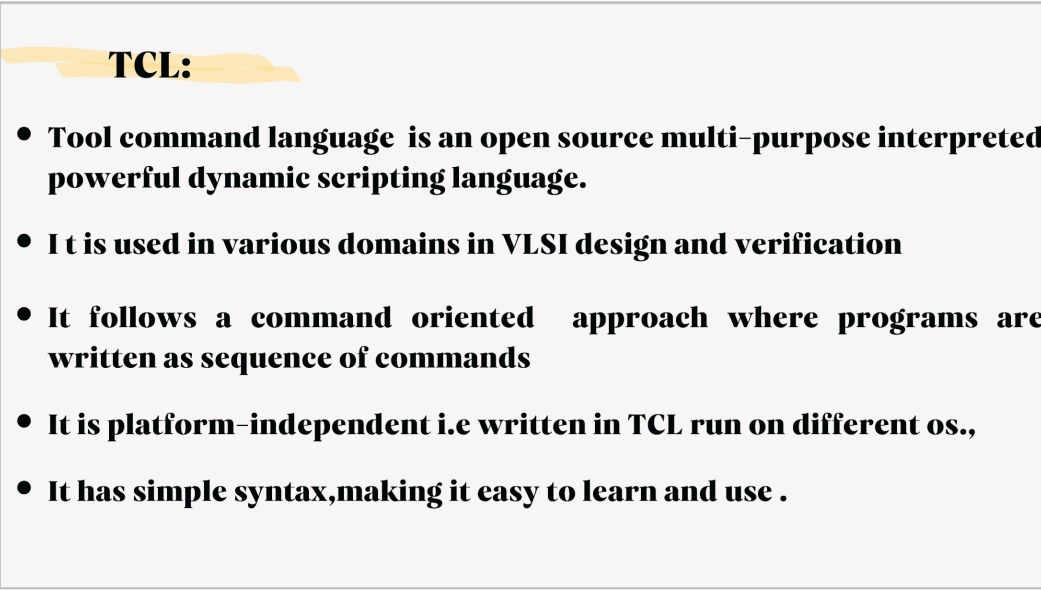 TCL:
• Tool command language is an open source multi-purpose interpreted
powerful dynamic scripting language.
• I t is used in various domains in VLSI design and verification
• It follows a command oriented approach where programs are
written as sequence of commands
• It is platform-independent i.e written in TCL run on different os.,
• It has simple syntax,making it easy to learn and use .